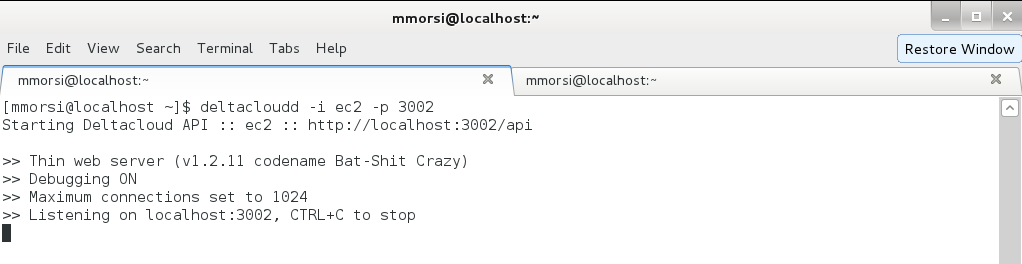 mmorsi@localhost:~
File Edit View Search Terminal Tabs Help
Restore Window
mmorsi@localhost:~ mmorsi@localhost:~
[mmorsi@localhost ~]$ deltacloudd -i ec2 -p 3002
Starting Deltacloud API :: ec2 :: http://localhost:3002/api
>> Thin web server (v1.2.11 codename Bat-Shit Crazy)
>> Debugging ON
>> Maximum connections set to 1024
>> Listening on localhost:3002, CTRL+C to stop